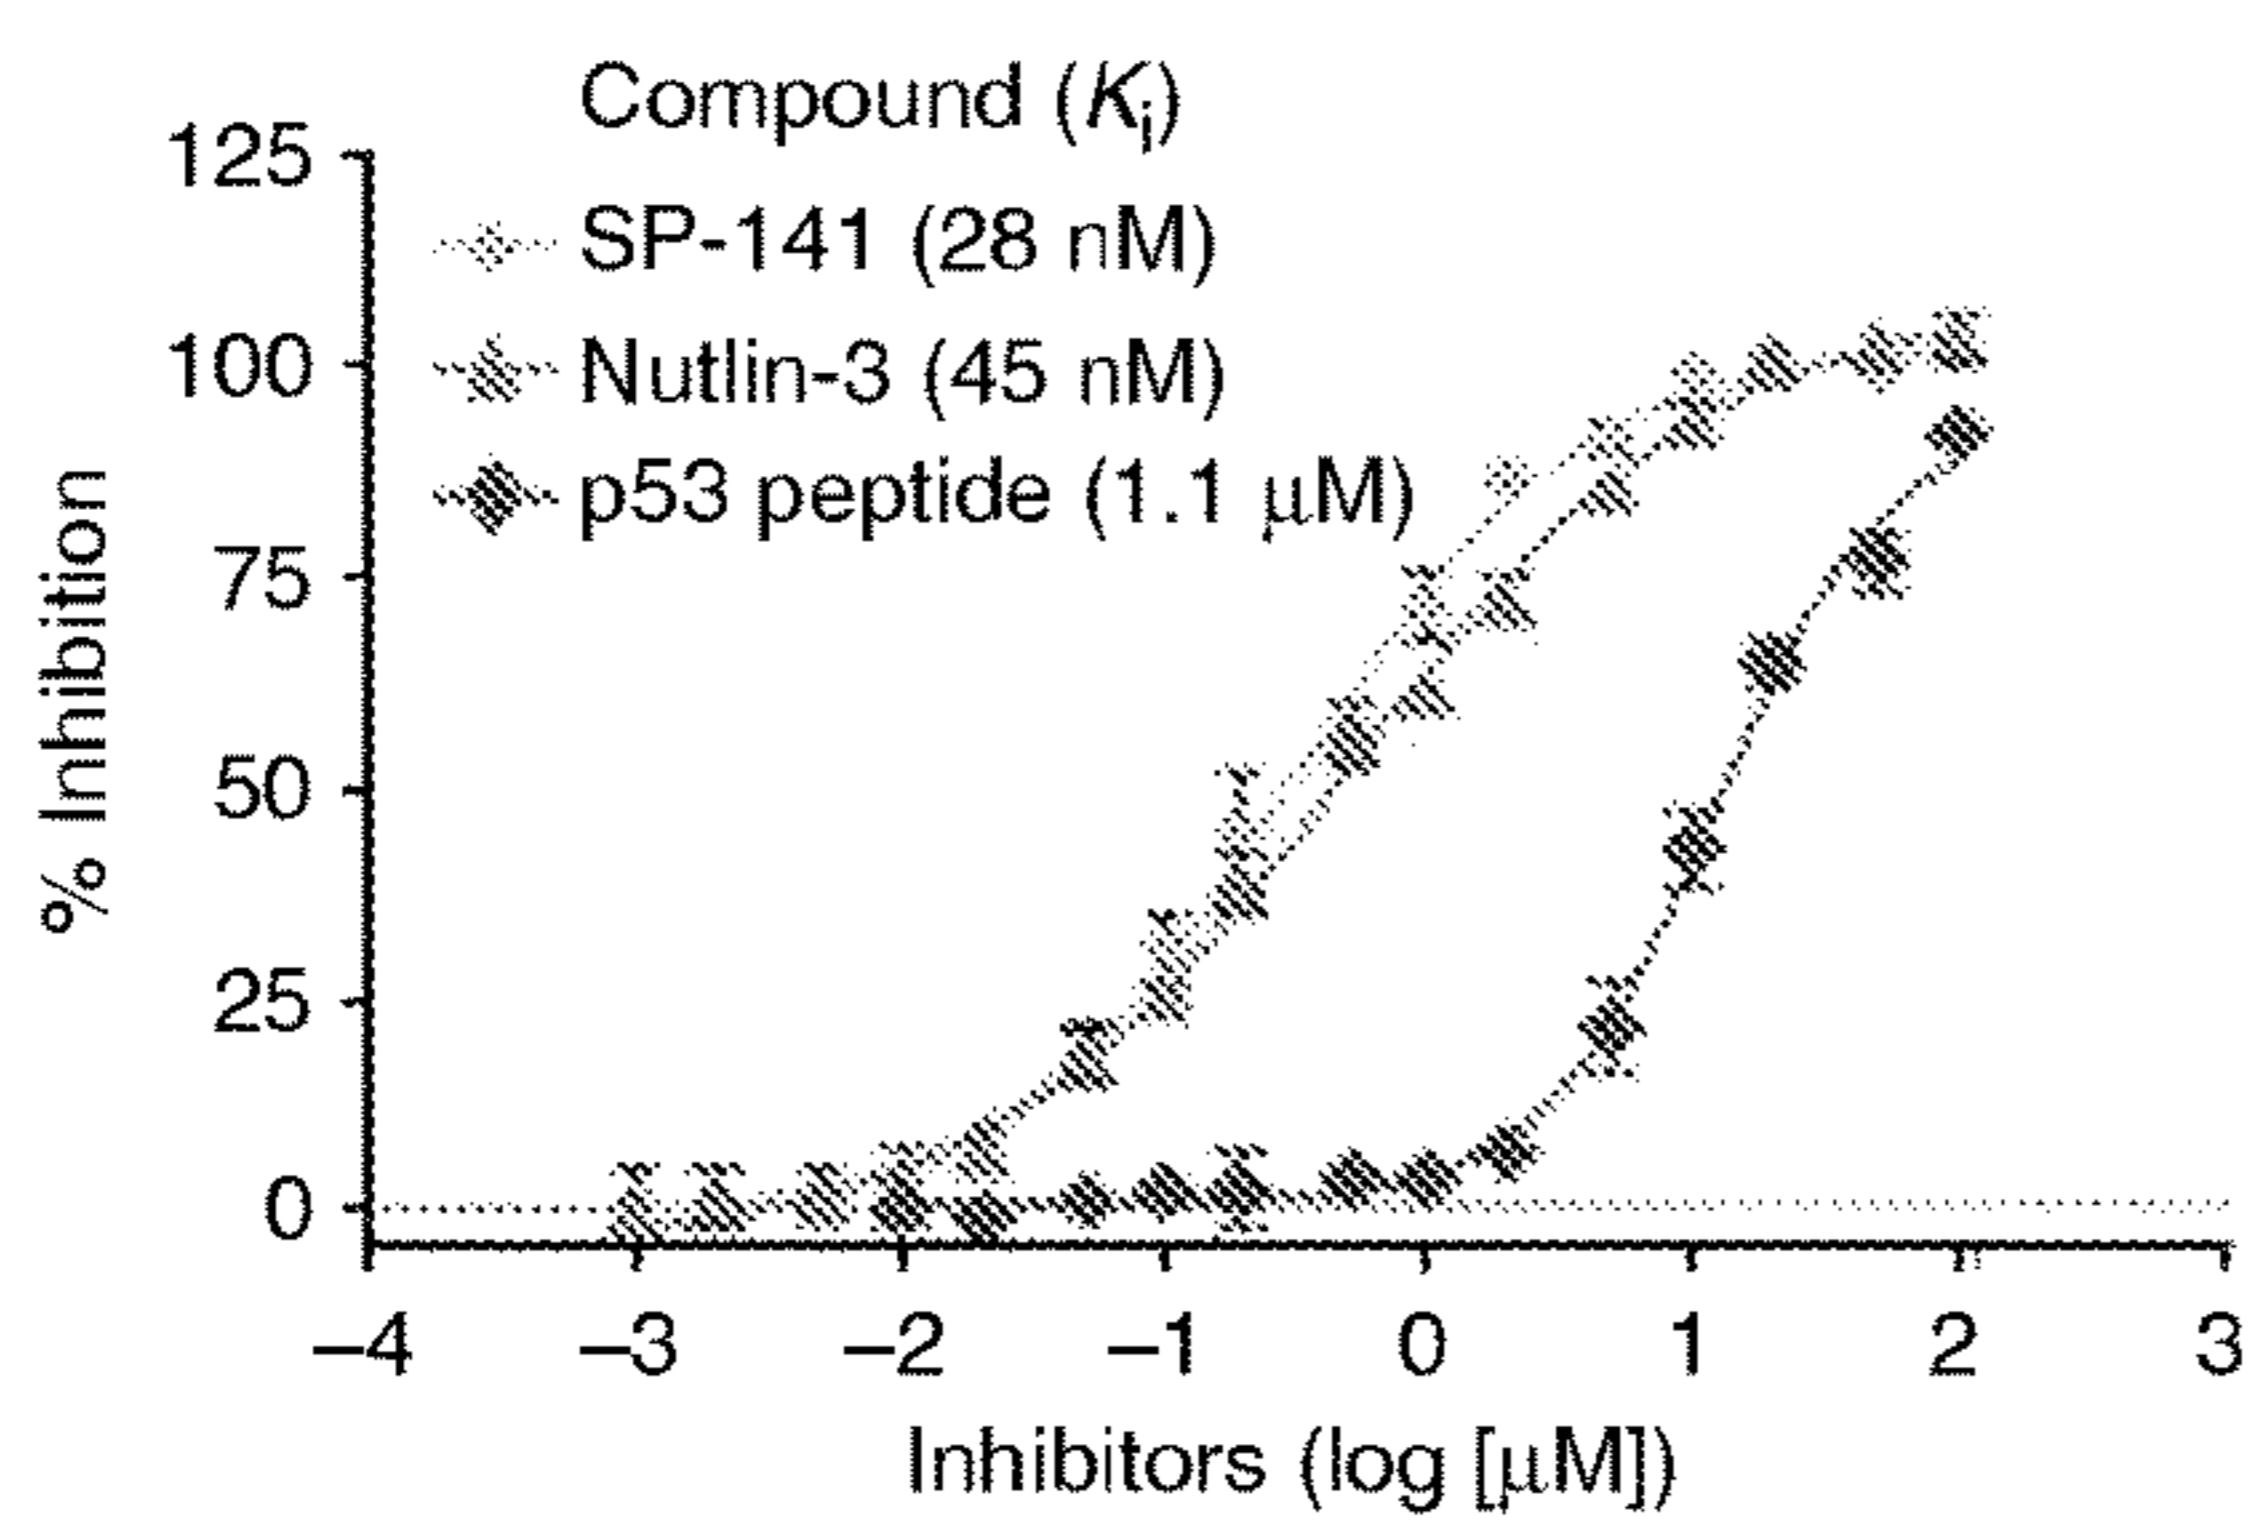 Compound (Ki)
125
SP-141 (28 nM)
100
Nutlin-3 (45 nM)
p53 peptide (1.1 μM)
75
50
25
0
% Inhibition
–4 –3 –2 –1 0 1 2 3
Inhibitors (log [μM])